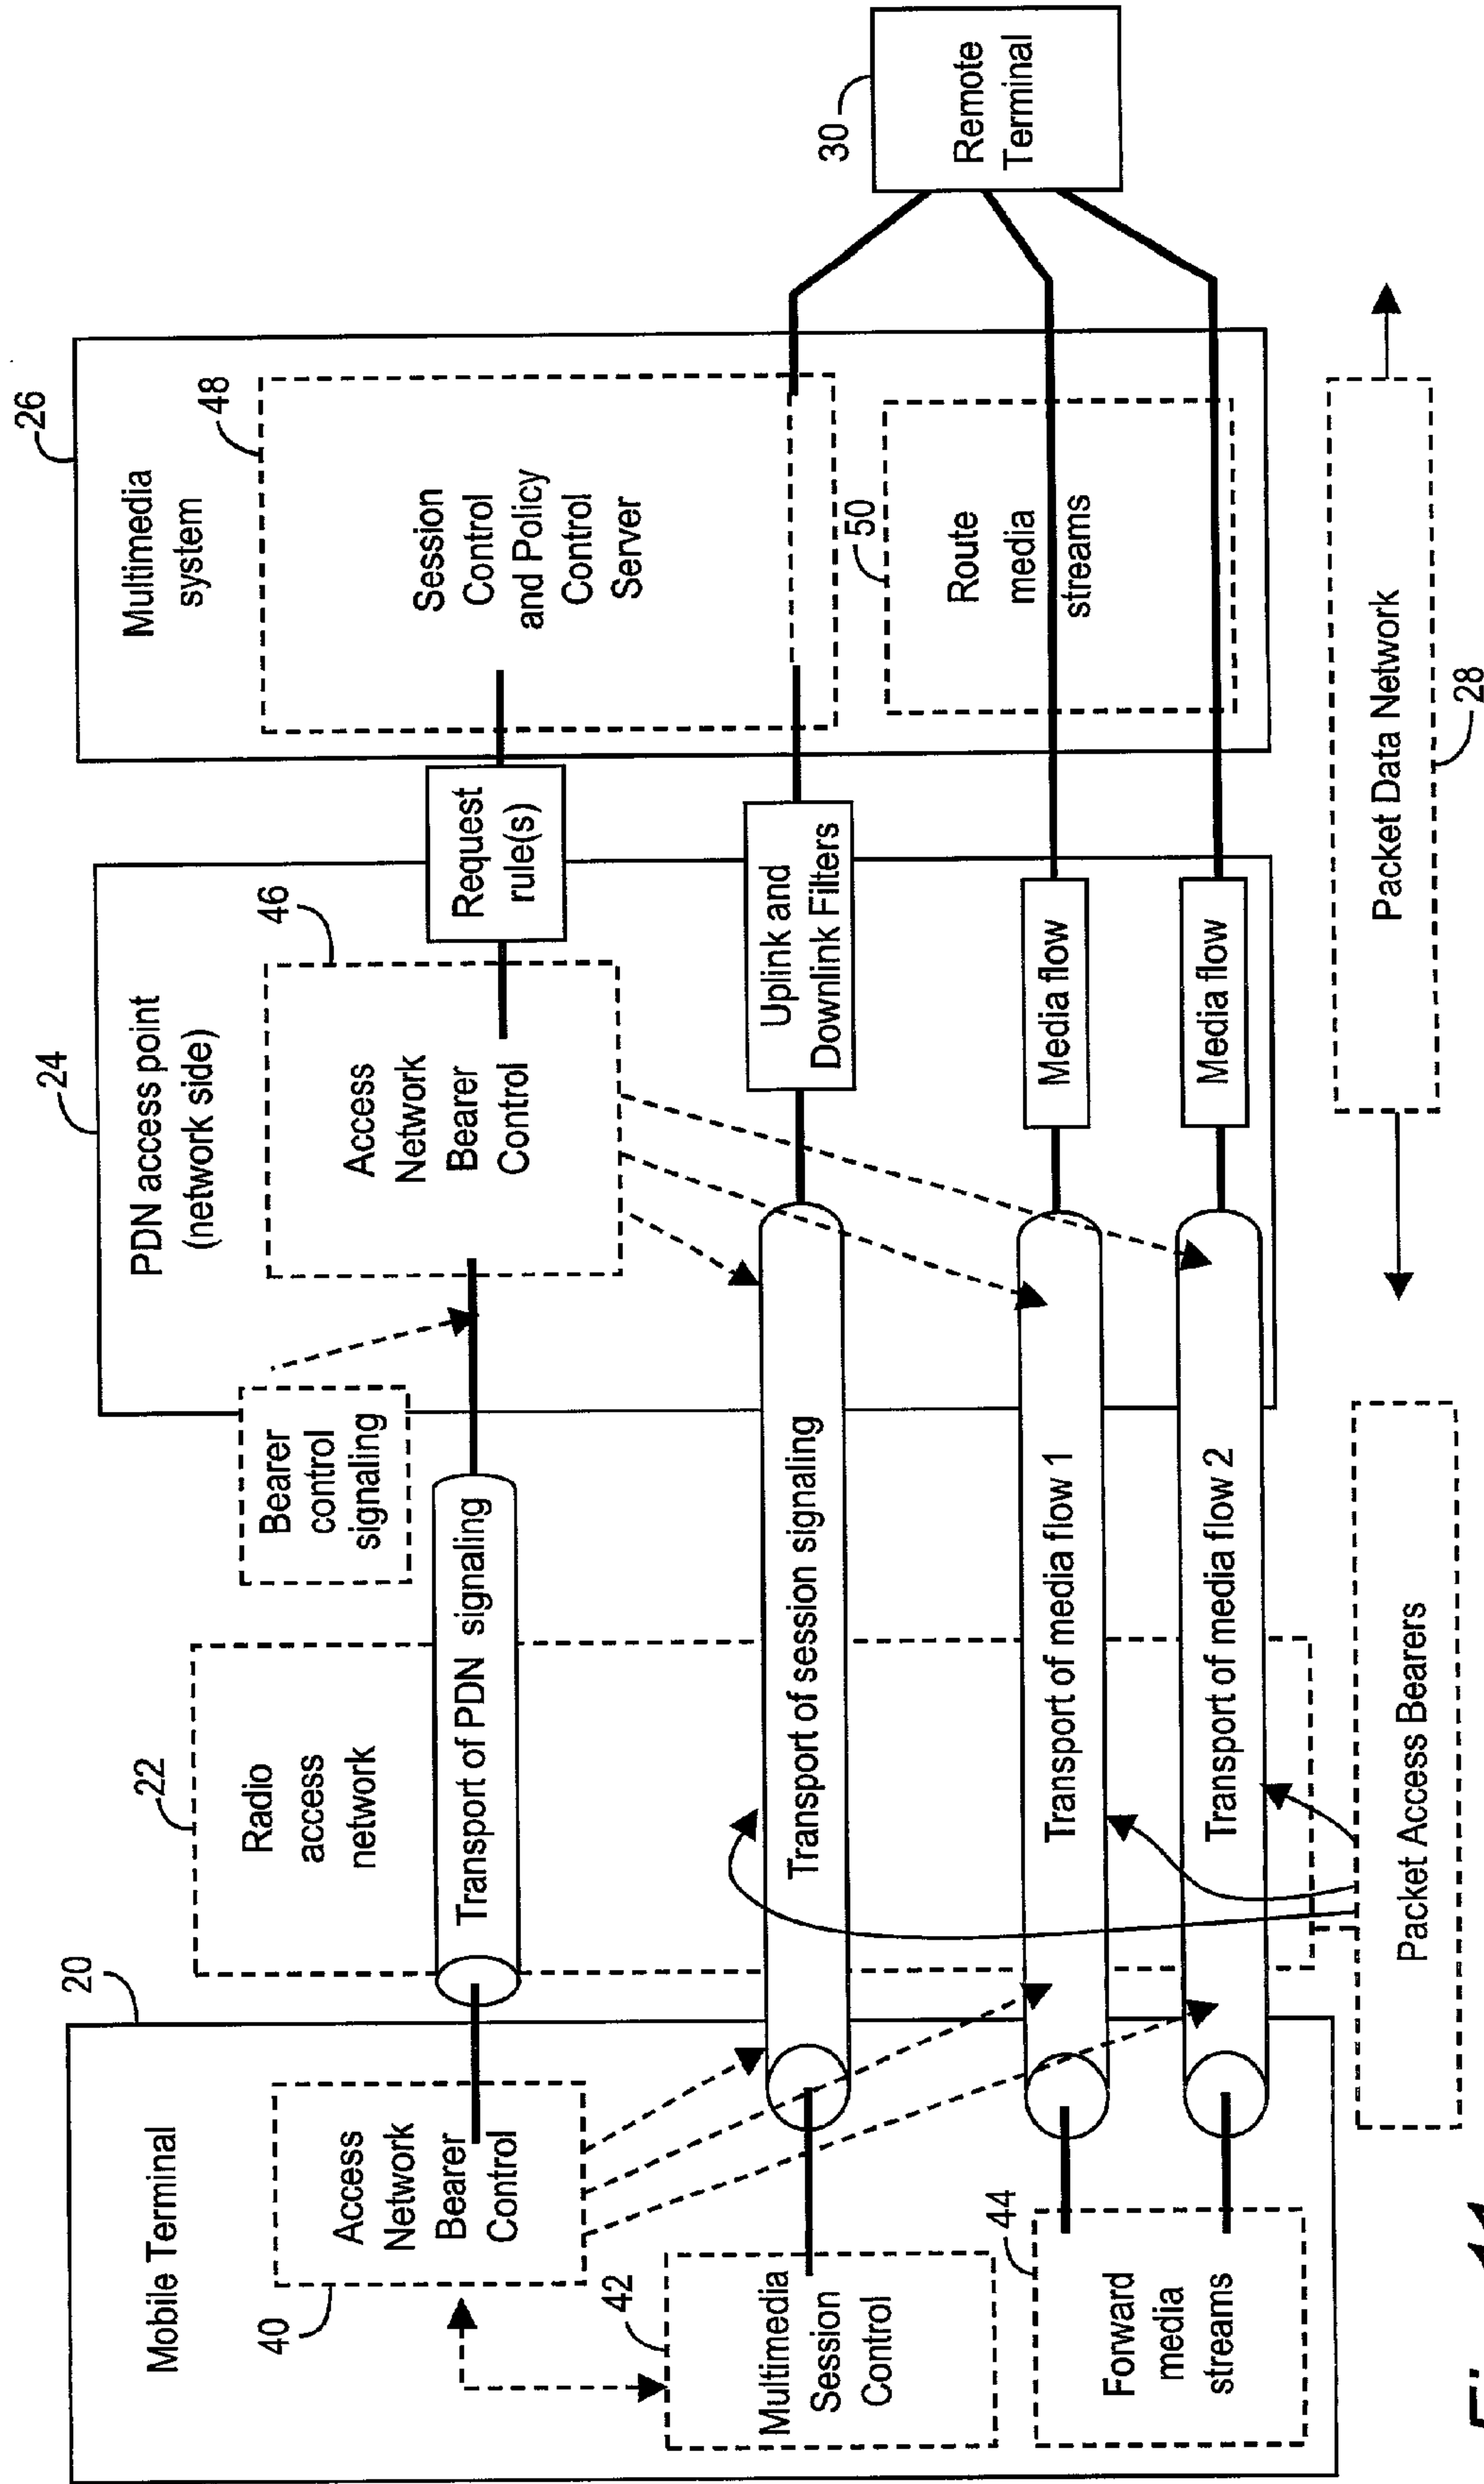 20
Mobile Terminal
40
Access
Network
Bearer
Control
42
Multimedia
Session
Control
44
Forward
media
streams
22
Radio
access
network
Transport of PDN signaling
Bearer
control
signaling
Transport of session signaling
Transport of media flow 1
Transport of media flow 2
Packet Access Bearers
24
PDN access point
(network side)
46
Access
Network
Bearer
Control
Request
rule(s)
Uplink and
Downlink Filters
Media flow
Media flow
26
Multimedia
system
48
Session
Control
and Policy
Control
Server
50
Route
media
streams
30
Remote
Terminal
Packet Data Network
28